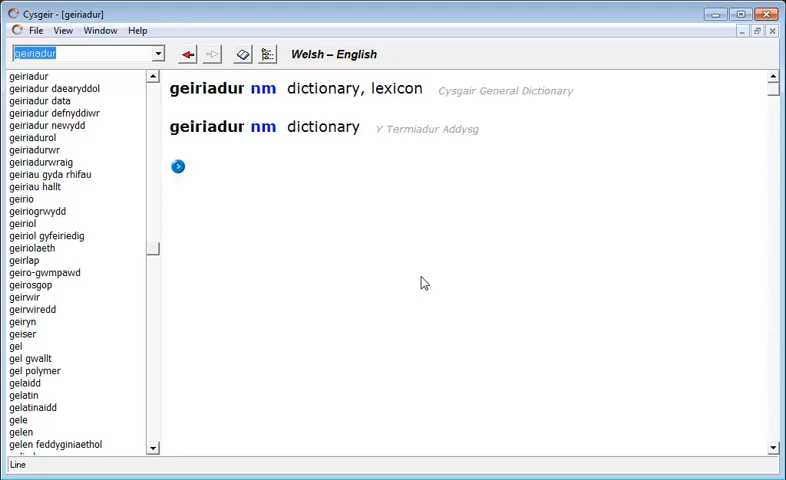 Cysgeir - [geiriadur]
File View Window Help
geiriadur
Welsh – English
geiriadur
geiriadur daearyddol
geiriadur data
geiriadur defnyddiwr
geiriadur newydd
geiriadurol
geiriadurwr
geiriadurwraig
geiriau gyda rhifau
geiriau hallt
geirio
geiriogrwydd
geiriol
geiriol gyfeiriedig
geiriolaeth
geirlap
geiro-gwmpawd
geirosgop
geirwir
geirwiredd
geiryn
geiser
gel
gel gwallt
gel polymer
gelaidd
gelatin
gelatinaidd
gele
gelen
gelen feddyginiaethol
geiriadur nm dictionary, lexicon Cysgair General Dictionary
geiriadur nm dictionary Y Termiadur Addysg
Line